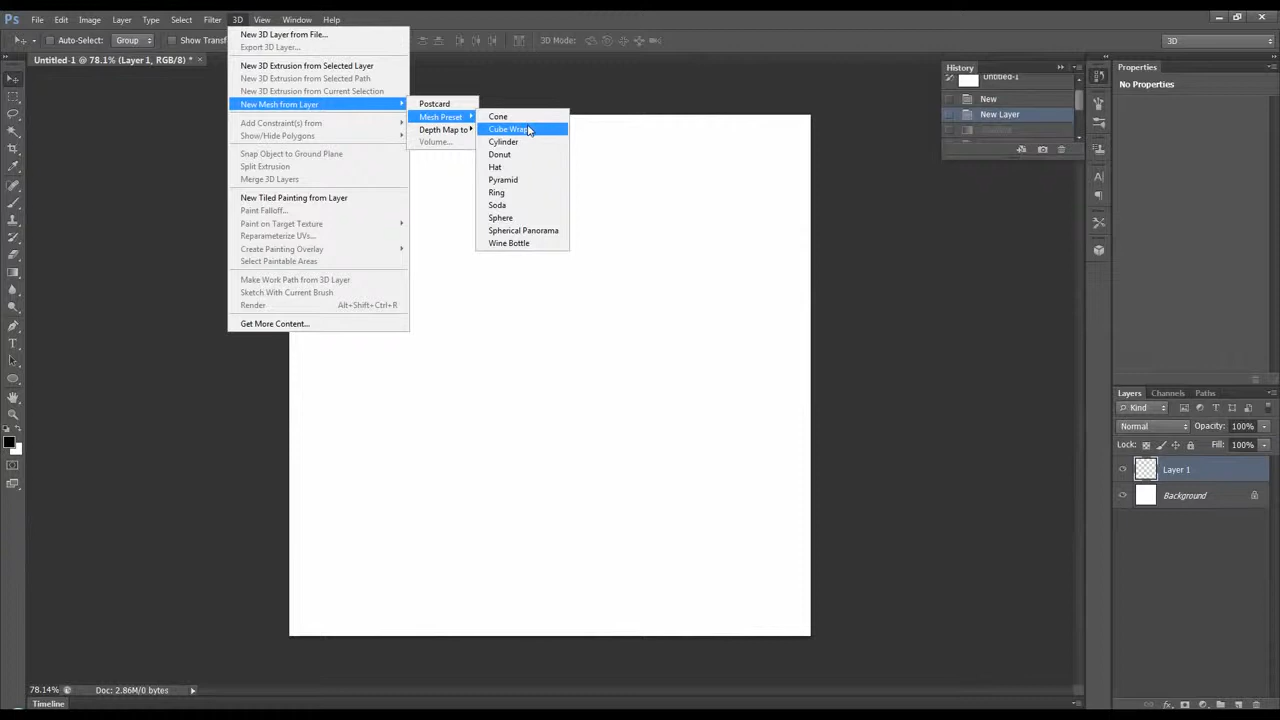 Ps File Edit Image Layer Type Select Filter 3D View Window Help
Auto-Select: Group Show Transf 3D Mode: 3D
Untitled-1 @ 78.1% (Layer 1, RGB/8) * ×
New 3D Layer from File...
Export 3D Layer...
New 3D Extrusion from Selected Layer
New 3D Extrusion from Selected Path
New 3D Extrusion from Current Selection
New Mesh from Layer
Add Constraint(s) from
Show/Hide Polygons
Snap Object to Ground Plane
Split Extrusion
Merge 3D Layers
New Tiled Painting from Layer
Paint Falloff...
Paint on Target Texture
Reparameterize UVs...
Create Painting Overlay
Select Paintable Areas
Make Work Path from 3D Layer
Sketch With Current Brush
Render Alt+Shift+Ctrl+R
Get More Content...
Postcard
Mesh Preset
Depth Map to
Volume...
Cone
Cube Wrap
Cylinder
Donut
Hat
Pyramid
Ring
Soda
Sphere
Spherical Panorama
Wine Bottle
History
Untitled-1
New
New Layer
Properties
No Properties
Layers Channels Paths
Kind
Normal Opacity: 100%
Lock: Fill: 100%
Layer 1
Background
78.14% Doc: 2.86M/0 bytes
Timeline